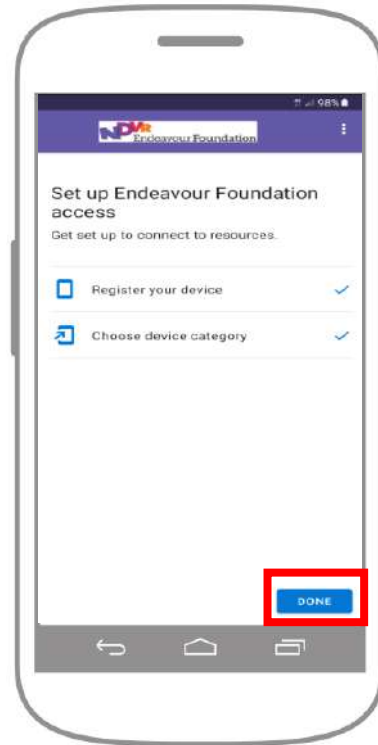 98%
Endeavour Foundation
Set up Endeavour Foundation
access
Get set up to connect to resources.
Register your device
Choose device category
DONE